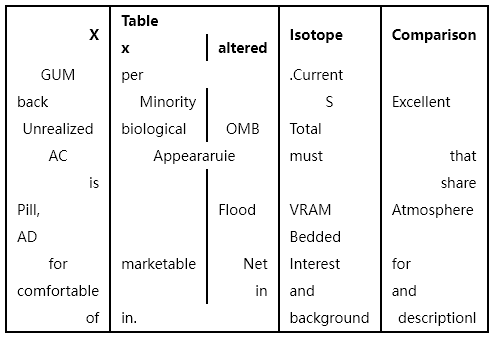 X Table Isotope Comparison
x altered
GUM per .Current
back Minority S Excellent
Unrealized biological OMB Total
AC Appeararuie must that
is share
Pill, Flood VRAM Atmosphere
AD Bedded
for marketable Net Interest for
comfortable in and and
of in. background descriptionl